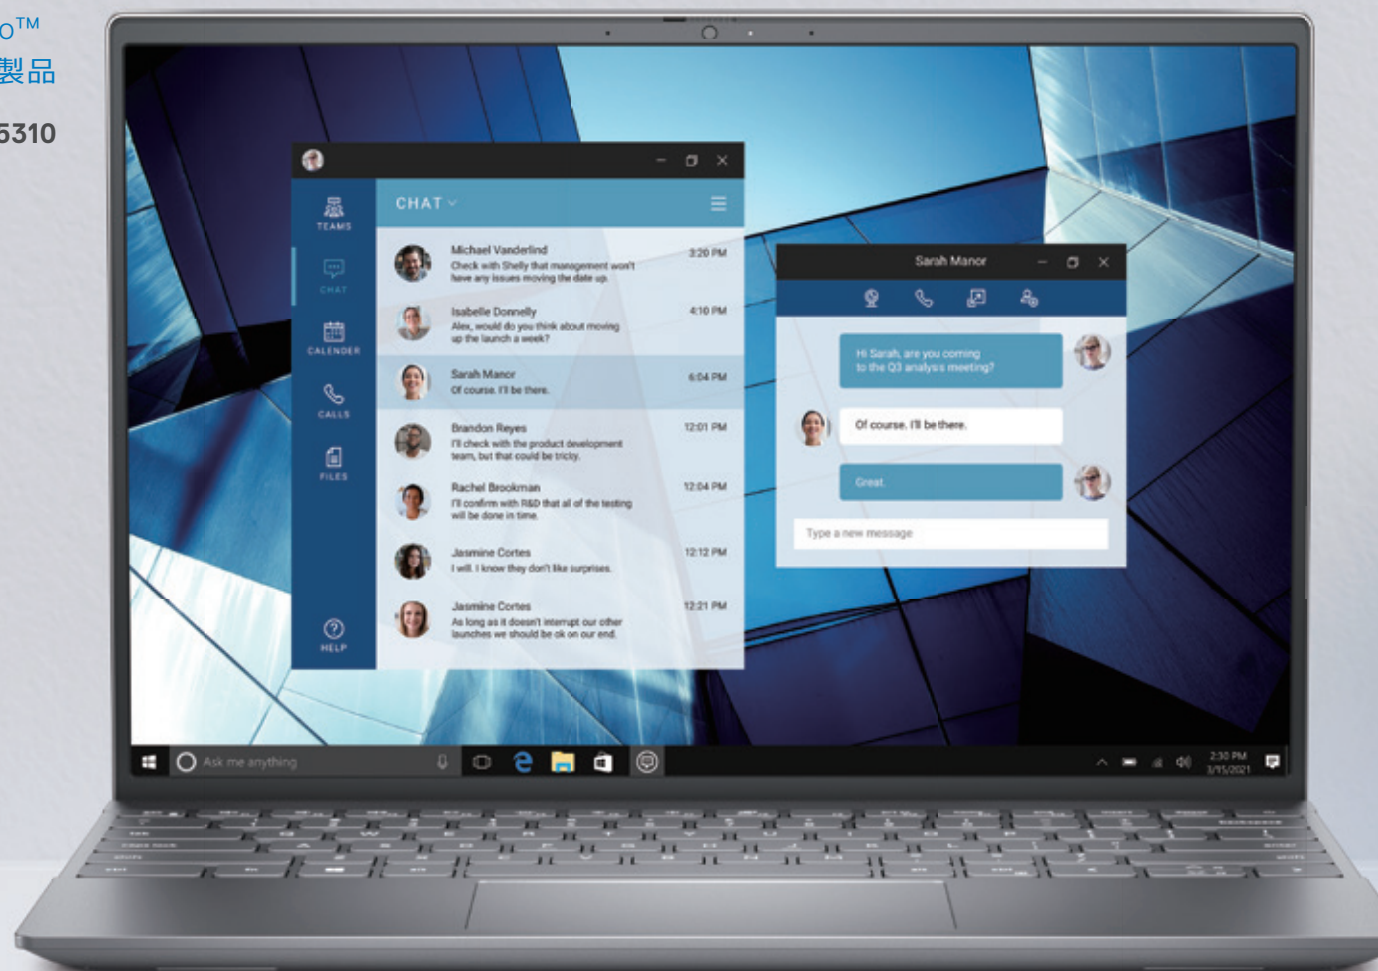 o™
製品
5310
CHAT
TEAMS
CHAT
CALENDER
CALLS
FILES
HELP
Michael Vanderlind
3:20 PM
Check with Shelly that management won't
have any issues moving the date up.
Isabelle Donnelly
4:10 PM
Alex, would do you think about moving
up the launch a week?
Sarah Manor
6:04 PM
Of course. I'll be there.
Brandon Reyes
12:01 PM
I'll check with the product development
team, but that could be tricky.
Rachel Brookman
12:04 PM
I'll confirm with R&D that all of the testing
will be done in time.
Jasmine Cortes
12:12 PM
I will. I know they don't like surprises.
Jasmine Cortes
12:21 PM
As long as it doesn't interrupt our other
launches we should be ok on our end.
Sarah Manor
Hi Sarah, are you coming
to the Q3 analysis meeting?
Of course. I'll be there.
Great.
Type a new message
Ask me anything
2:30 PM
3/15/2021